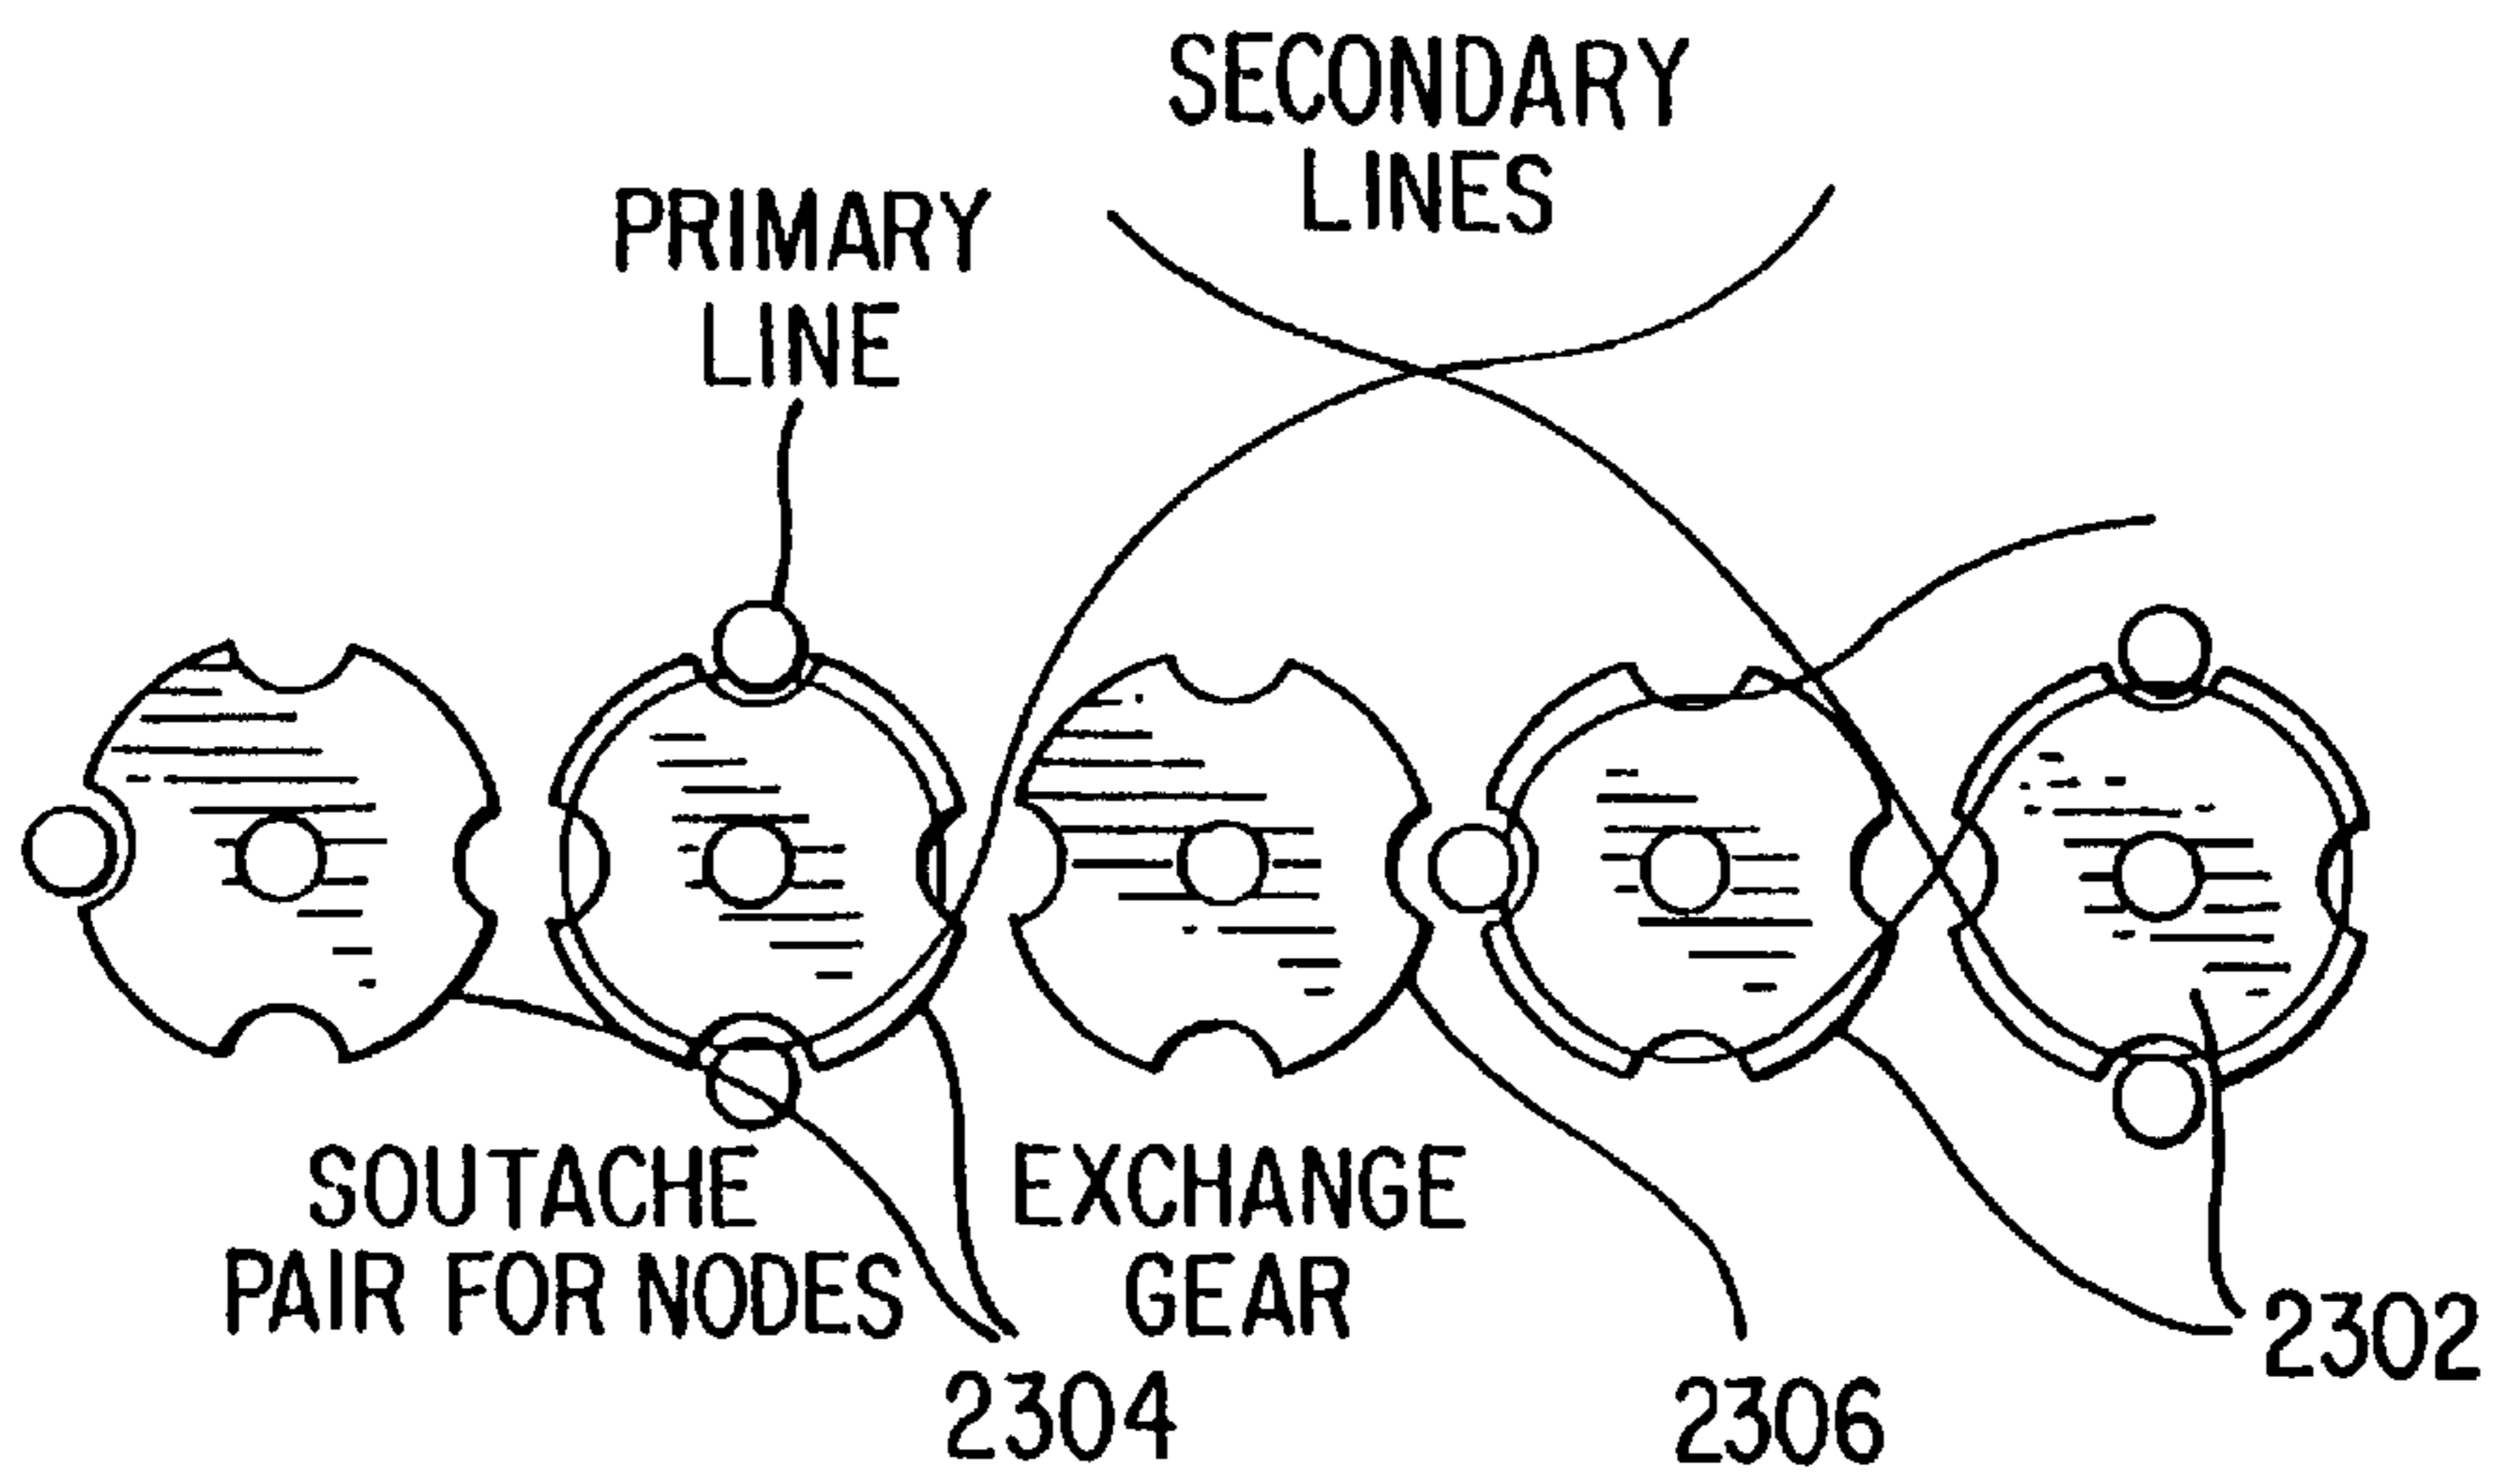 SECONDARY
LINES
PRIMARY
LINE
SOUTACHE
PAIR FOR NODES
EXCHANGE
GEAR
2302
2304
2306